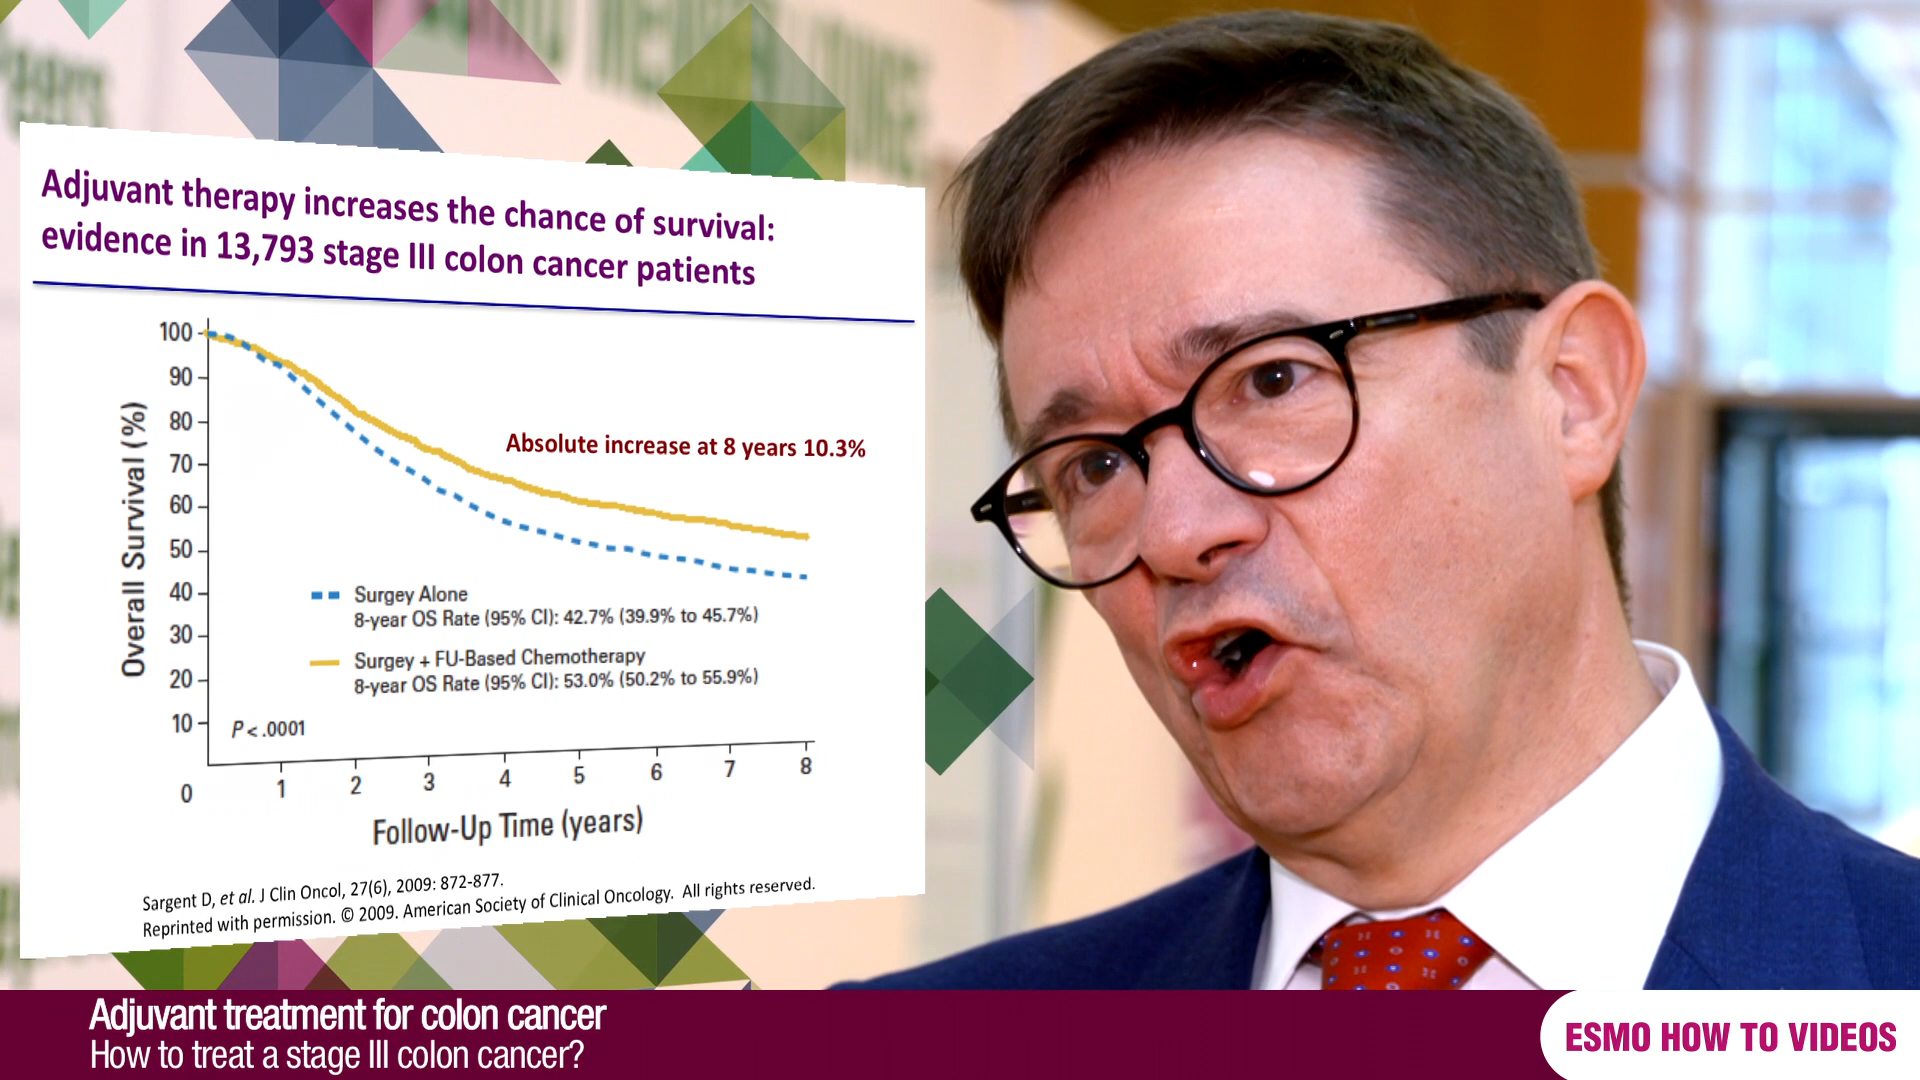 Adjuvant therapy increases the chance of survival:
evidence in 13,793 stage III colon cancer patients
100
90
80
70
60
50
40
30
20
10
0
Overall Survival (%)
Absolute increase at 8 years 10.3%
Surgey Alone
8-year OS Rate (95% CI): 42.7% (39.9% to 45.7%)
Surgey + FU-Based Chemotherapy
8-year OS Rate (95% CI): 53.0% (50.2% to 55.9%)
P < .0001
1 2 3 4 5 6 7 8
Follow-Up Time (years)
Sargent D, et al. J Clin Oncol, 27(6), 2009: 872-877.
Reprinted with permission. © 2009. American Society of Clinical Oncology. All rights reserved.
Adjuvant treatment for colon cancer
How to treat a stage III colon cancer?
ESMO HOW TO VIDEOS